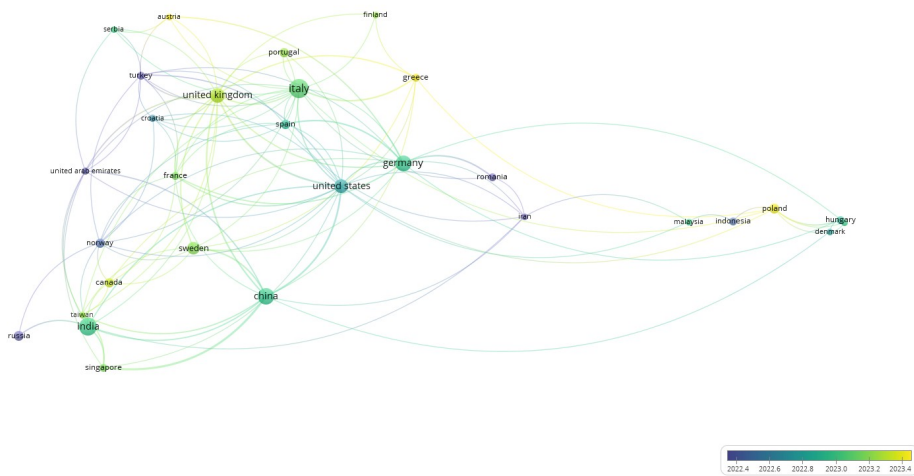 austria
finland
serbia
portugal
turkey
greece
italy
united kingdom
croatia
spain
germany
united arab emirates
france
romania
united states
poland
iran
malaysia
indonesia
hungary
denmark
norway
sweden
canada
china
taiwan
india
russia
singapore
2022.4 2022.6 2022.8 2023.0 2023.2 2023.4